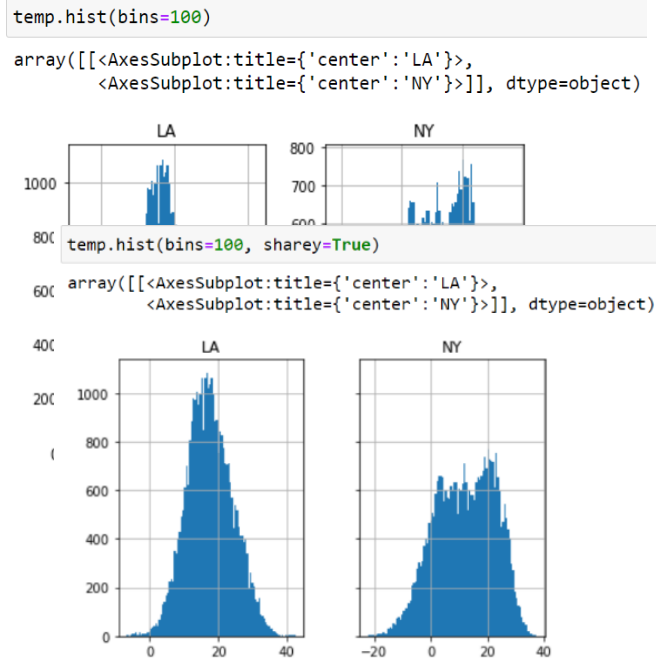 temp.hist(bins=100)
array([[<AxesSubplot:title={'center':'LA'}>,
<AxesSubplot:title={'center':'NY'}>]], dtype=object)
LA
NY
1000
800
700
temp.hist(bins=100, sharey=True)
array([[<AxesSubplot:title={'center':'LA'}>,
<AxesSubplot:title={'center':'NY'}>]], dtype=object)
LA
NY
1000
800
600
400
200
0
0 20 40
−20 0 20 40